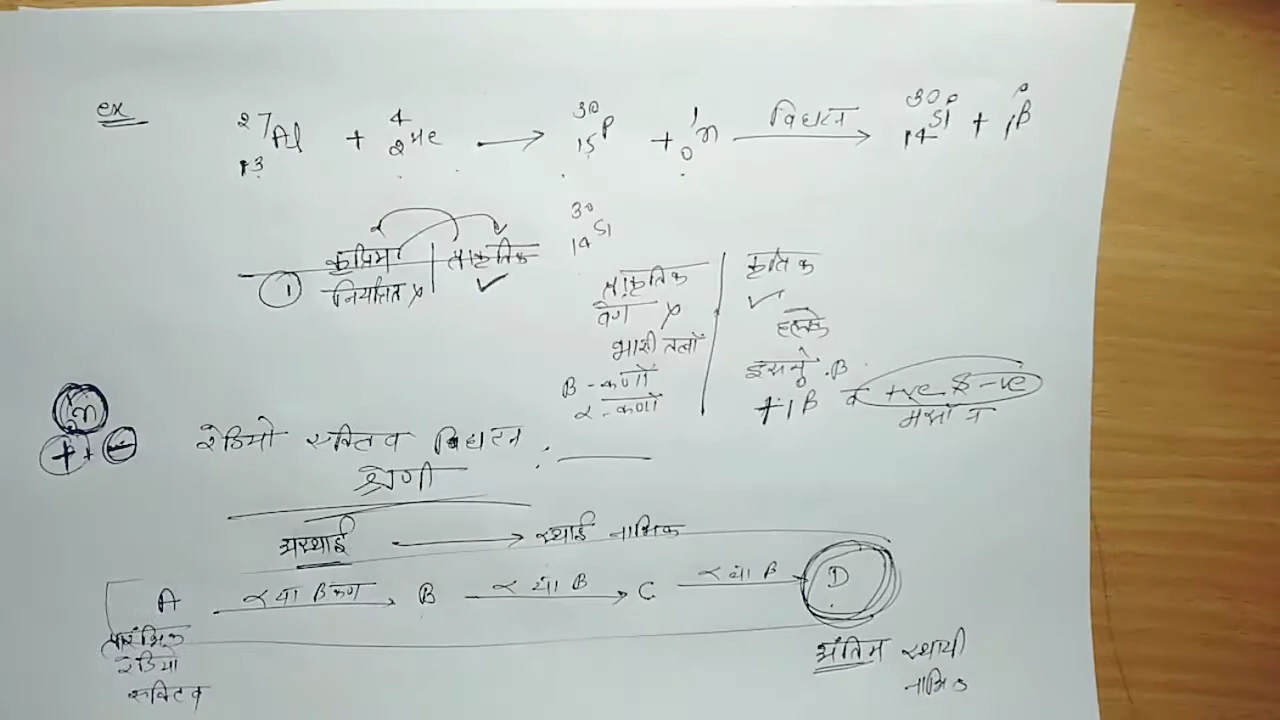 ex 27 13 Al + 4 2 He → 30 15 P + 1 0 n विघटन → 30 14 Si + 0 1 β
30 14 Si
कृत्रिम | प्राकृतिक
① नियंत्रित × ✓
प्राकृतिक
वेग ×
भारी तत्वों
β - कणों
α - कणों
✓
हल्के
इसमें β
+1 β व +ve & -ve
n
+ + -
रेडियो सक्टिव विघटन :
श्रेणी
अस्थाई → स्थाई नाभिक
A α या β कण → B α या β → C α या β → D
प्रारंभिक
रेडियो
सक्टिव
अंतिम स्थायी
नाभिक